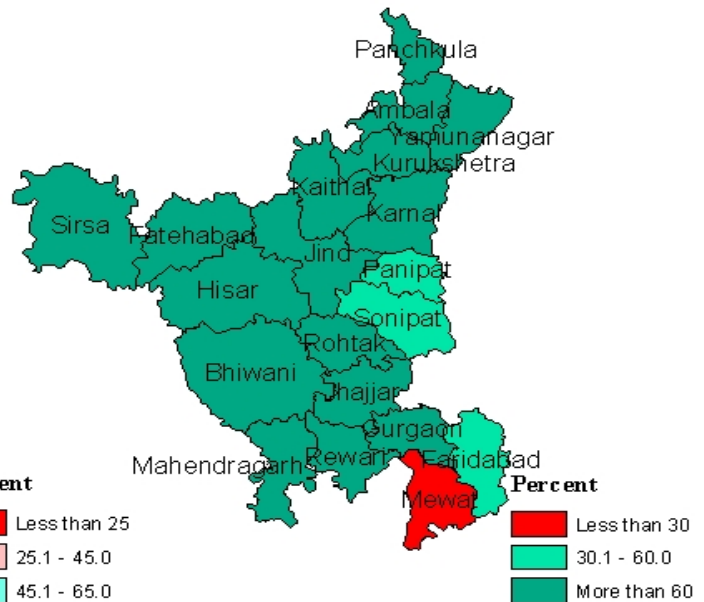 Panchkula
Ambala
Yamunanagar
Kurukshetra
Kaithal
Karnal
Sirsa
Fatehabad
Jind
Panipat
Hisar
Sonipat
Rohtak
Bhiwani
Jhajjar
Gurgaon
Mahendragarh
Rewari
Faridabad
Mewat
ent
Less than 25
25.1 - 45.0
45.1 - 65.0
Percent
Less than 30
30.1 - 60.0
More than 60